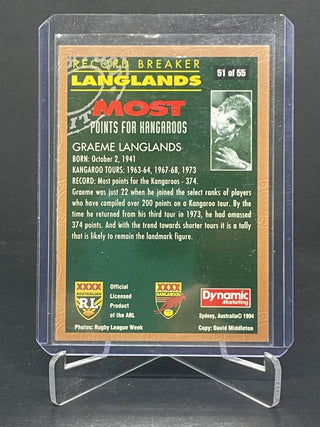 RECORD BREAKER
LANGLANDS
51 of 55
MOST
POINTS FOR KANGAROOS
GRAEME LANGLANDS
BORN: October 2, 1941
KANGAROO TOURS: 1963-64, 1967-68, 1973
RECORD: Most points for the Kangaroos - 374.
Graeme was just 22 when he joined the select ranks of players
who have compiled over 200 points on a Kangaroo tour. By
the time he returned from his third tour in 1973, he had amassed
374 points. And with the trend towards shorter tours it is a tally
that is likely to remain the landmark figure.
XXXX
AUSTRALIAN
R.L.
Official
Licensed
Product
of the ARL
XXXX
KANGAROOS
Dynamic
Marketing
Sydney, Australia© 1994
Photos: Rugby League Week
Copy: David Middleton